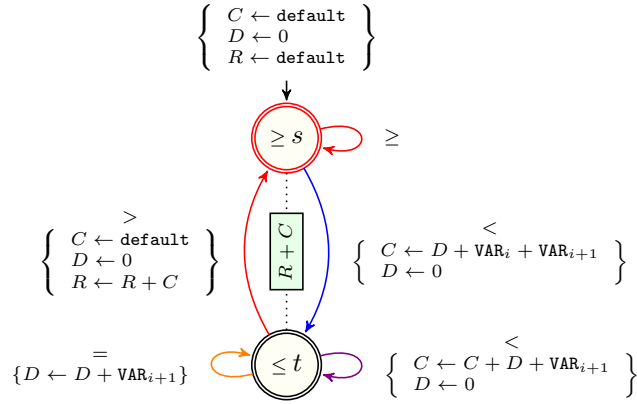 C ← default
D ← 0
R ← default
≥ s
≥
>
C ← default
D ← 0
R ← R + C
R + C
<
C ← D + VAR_i + VAR_{i+1}
D ← 0
=
{D ← D + VAR_{i+1}}
≤ t
<
C ← C + D + VAR_{i+1}
D ← 0